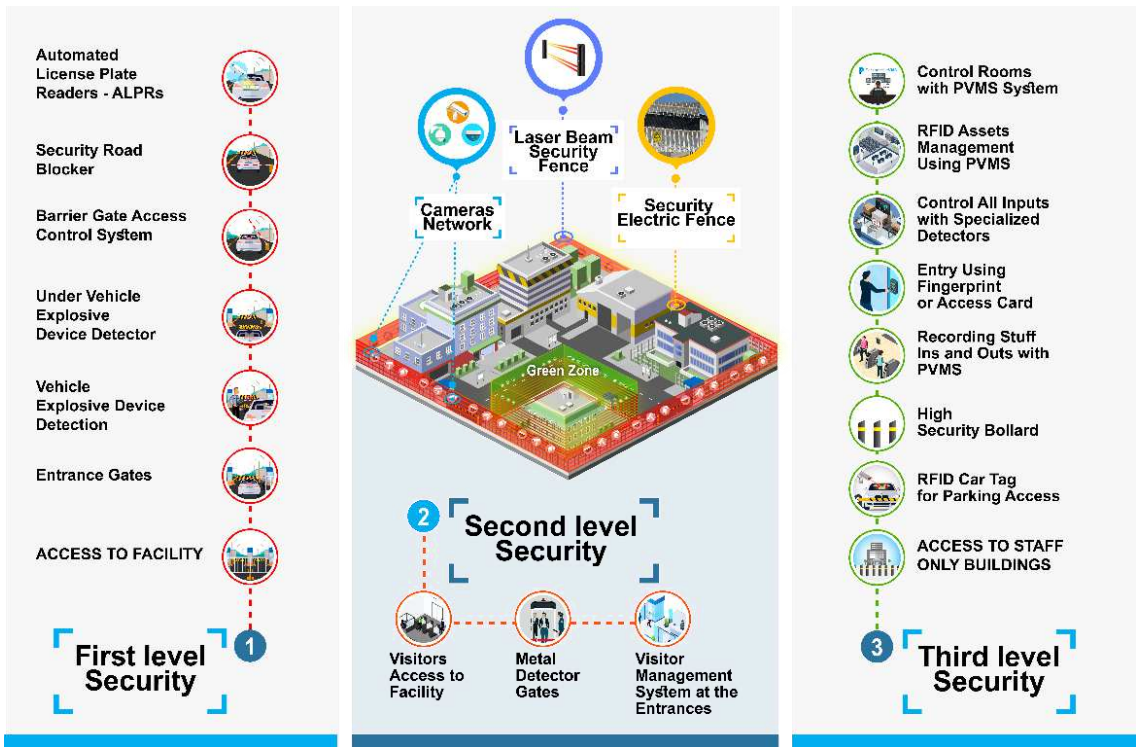 Automated
License Plate
Readers - ALPRs
Security Road
Blocker
Barrier Gate Access
Control System
Under Vehicle
Explosive
Device Detector
Vehicle
Explosive Device
Detection
Entrance Gates
ACCESS TO FACILITY
1
First level
Security
Laser Beam
Security
Fence
Cameras
Network
Security
Electric Fence
Green Zone
2
Second level
Security
Visitors
Access to
Facility
Metal
Detector
Gates
Visitor
Management
System at the
Entrances
Control Rooms
with PVMS System
RFID Assets
Management
Using PVMS
Control All Inputs
with Specialized
Detectors
Entry Using
Fingerprint
or Access Card
Recording Stuff
Ins and Outs with
PVMS
High
Security Bollard
RFID Car Tag
for Parking Access
ACCESS TO STAFF
ONLY BUILDINGS
3
Third level
Security